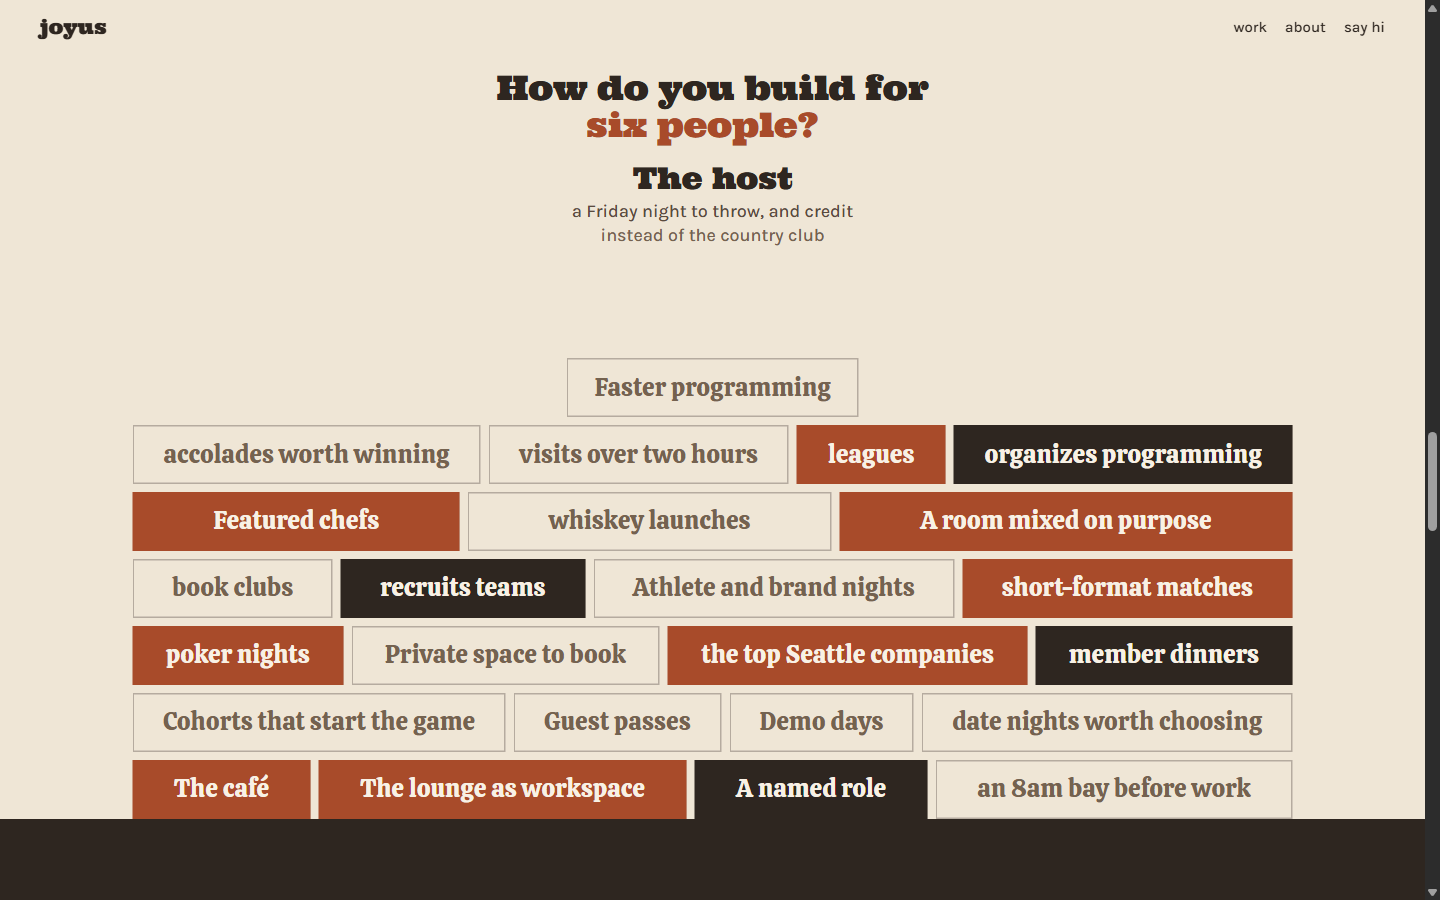 joyus
work about say hi
How do you build for
six people?
The host
a Friday night to throw, and credit
instead of the country club
Faster programming
accolades worth winning visits over two hours leagues organizes programming
Featured chefs whiskey launches A room mixed on purpose
book clubs recruits teams Athlete and brand nights short-format matches
poker nights Private space to book the top Seattle companies member dinners
Cohorts that start the game Guest passes Demo days date nights worth choosing
The café The lounge as workspace A named role an 8am bay before work